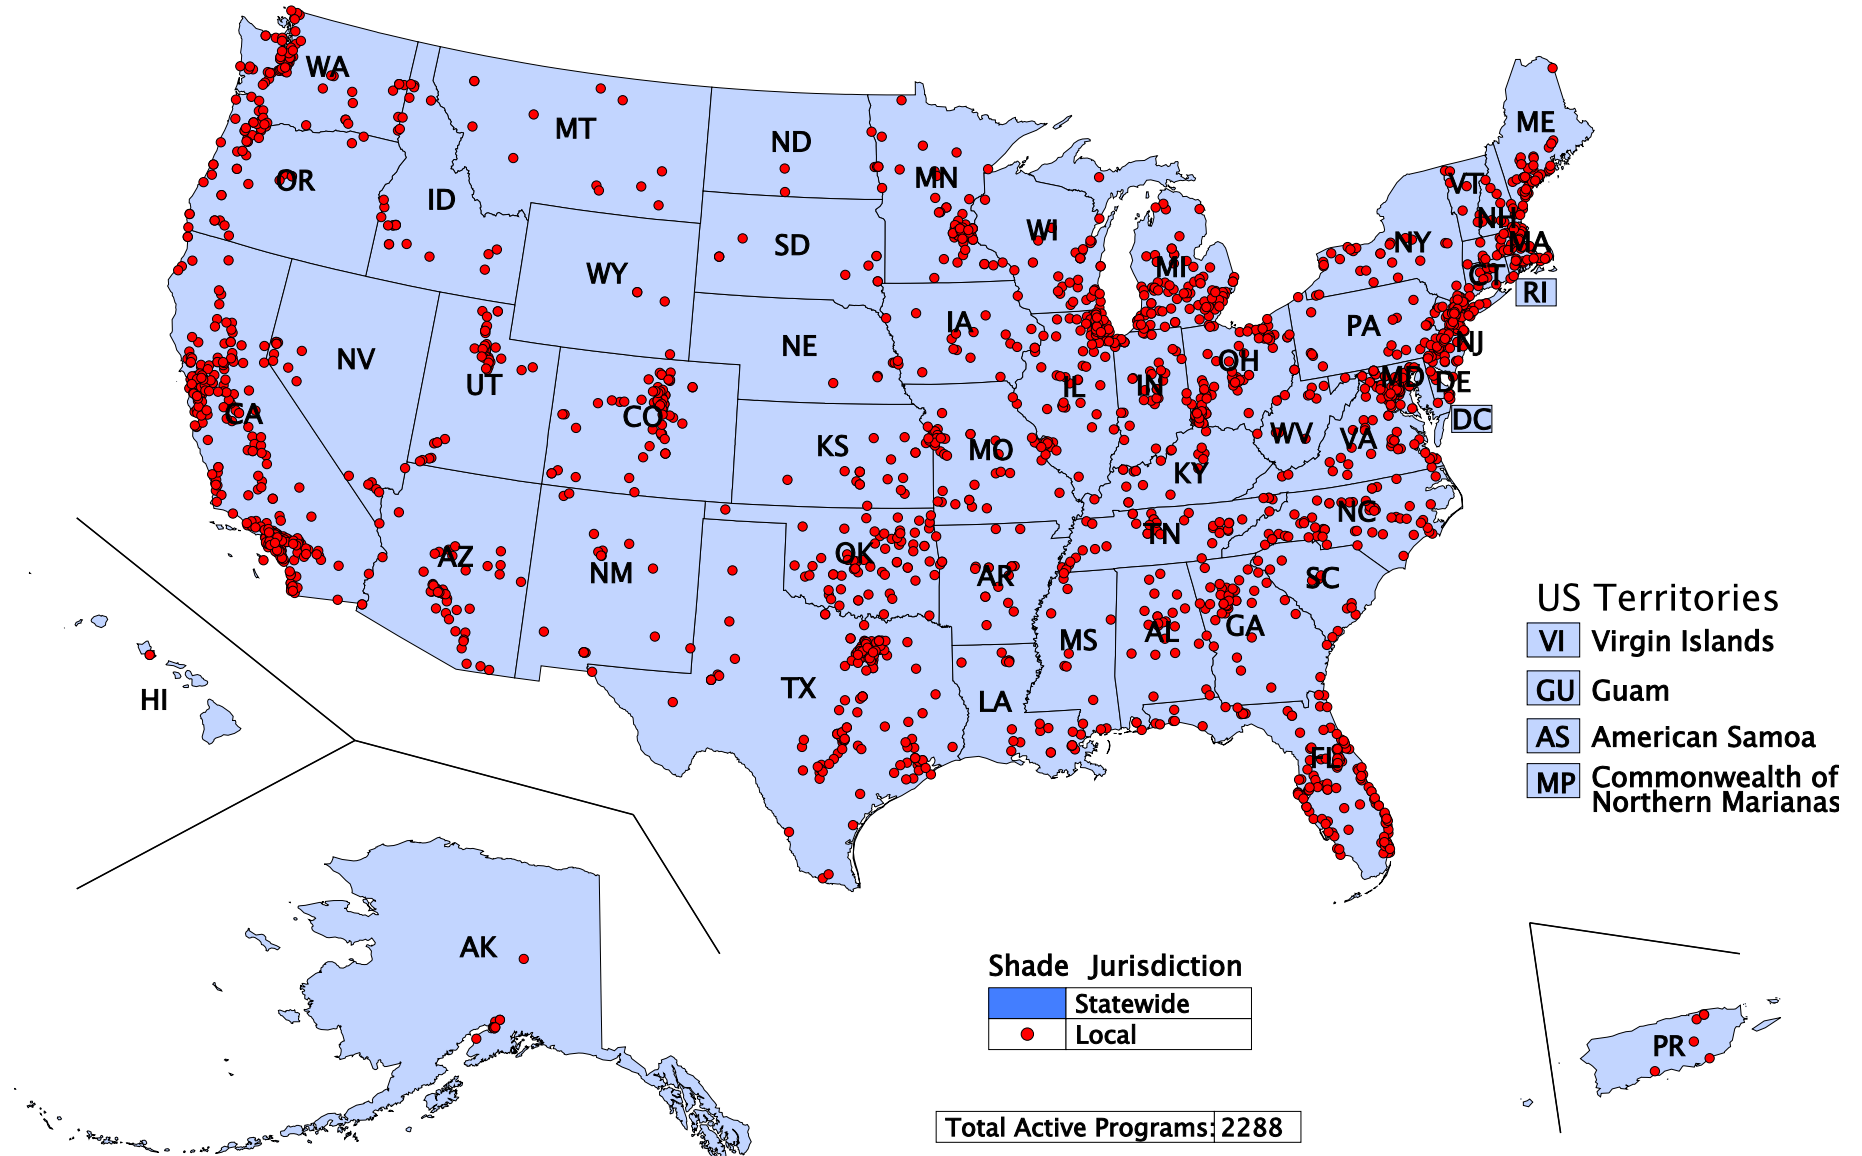 WA
MT
ND
MN
ME
OR
ID
SD
WI
MI
NY
VT
NH
MA
CT
RI
WY
IA
NE
PA
NJ
NV
UT
CO
CA
IL
IN
OH
MD
DE
DC
KS
MO
KY
WV
VA
AZ
NM
OK
AR
TN
NC
SC
MS
AL
GA
TX
LA
FL
HI
AK
PR
US Territories
VI Virgin Islands
GU Guam
AS American Samoa
MP Commonwealth of
Northern Marianas
Shade Jurisdiction
Statewide
Local
Total Active Programs: 2288